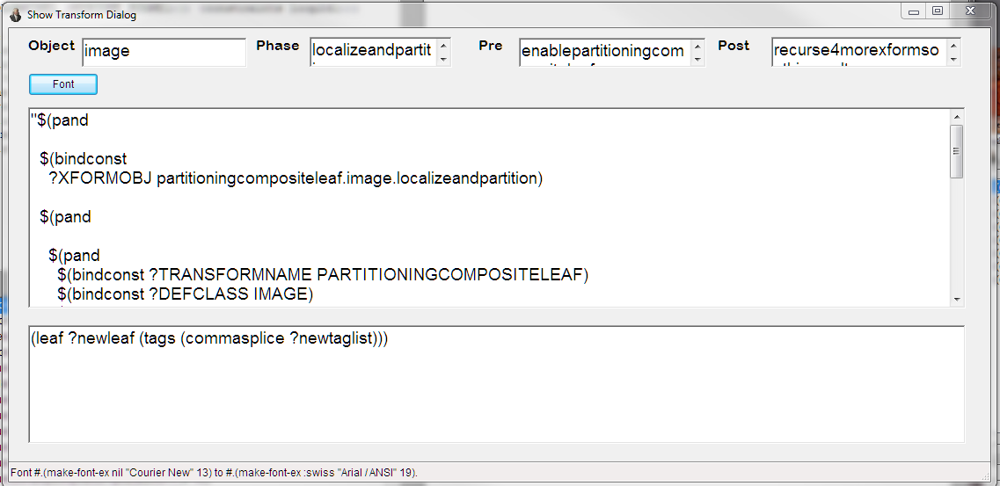 Show Transform Dialog
Object image Phase localizeandpartit Pre enablepartitioningcom Post recurse4morexformso
Font
"$(pand
$(bindconst
?XFORMOBJ partitioningcompositeleaf.image.localizeandpartition)
$(pand
$(pand
$(bindconst ?TRANSFORMNAME PARTITIONINGCOMPOSITELEAF)
$(bindconst ?DEFCLASS IMAGE)
(leaf ?newleaf (tags (commasplice ?newtaglist)))
Font #.(make-font-ex nil "Courier New" 13) to #.(make-font-ex :swiss "Arial / ANSI" 19).